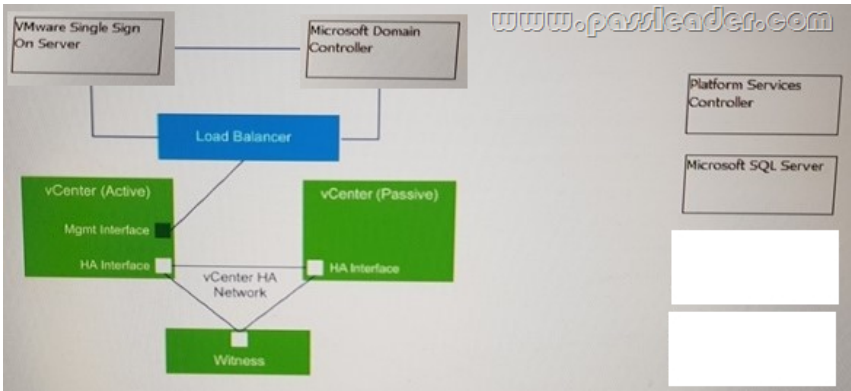 www.passleader.com
VMware Single Sign
On Server
Microsoft Domain
Controller
Platform Services
Controller
Load Balancer
Microsoft SQL Server
vCenter (Active)
vCenter (Passive)
Mgmt Interface
HA Interface
HA Interface
vCenter HA
Network
Witness